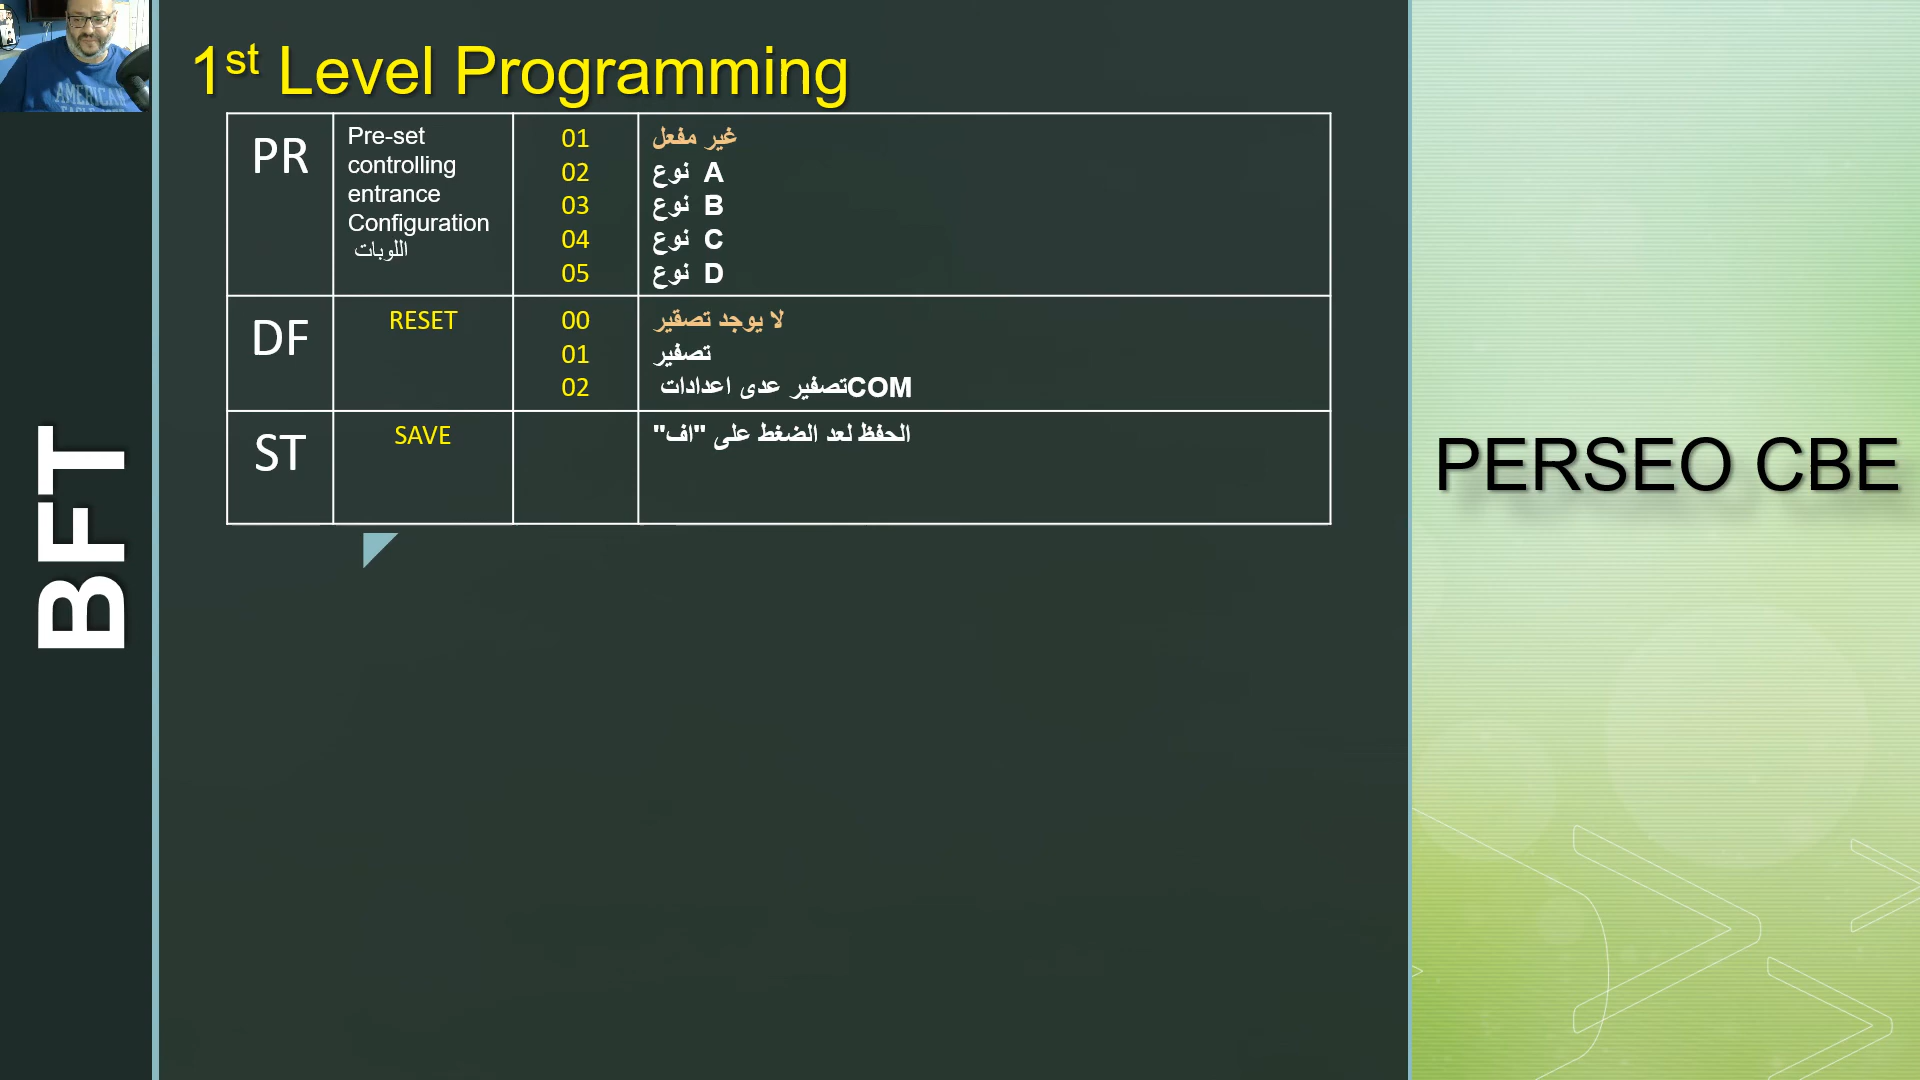 1st Level Programming
PR
Pre-set
controlling
entrance
Configuration
اللوبات
01
02
03
04
05
غير مفعل
نوع A
نوع B
نوع C
نوع D
DF
RESET
00
01
02
لا يوجد تصقير
تصفير
تصفير عدى اعدادات COM
ST
SAVE
الحفظ لعد الضغط على "اف"
BFT
PERSEO CBE
AMERICAN